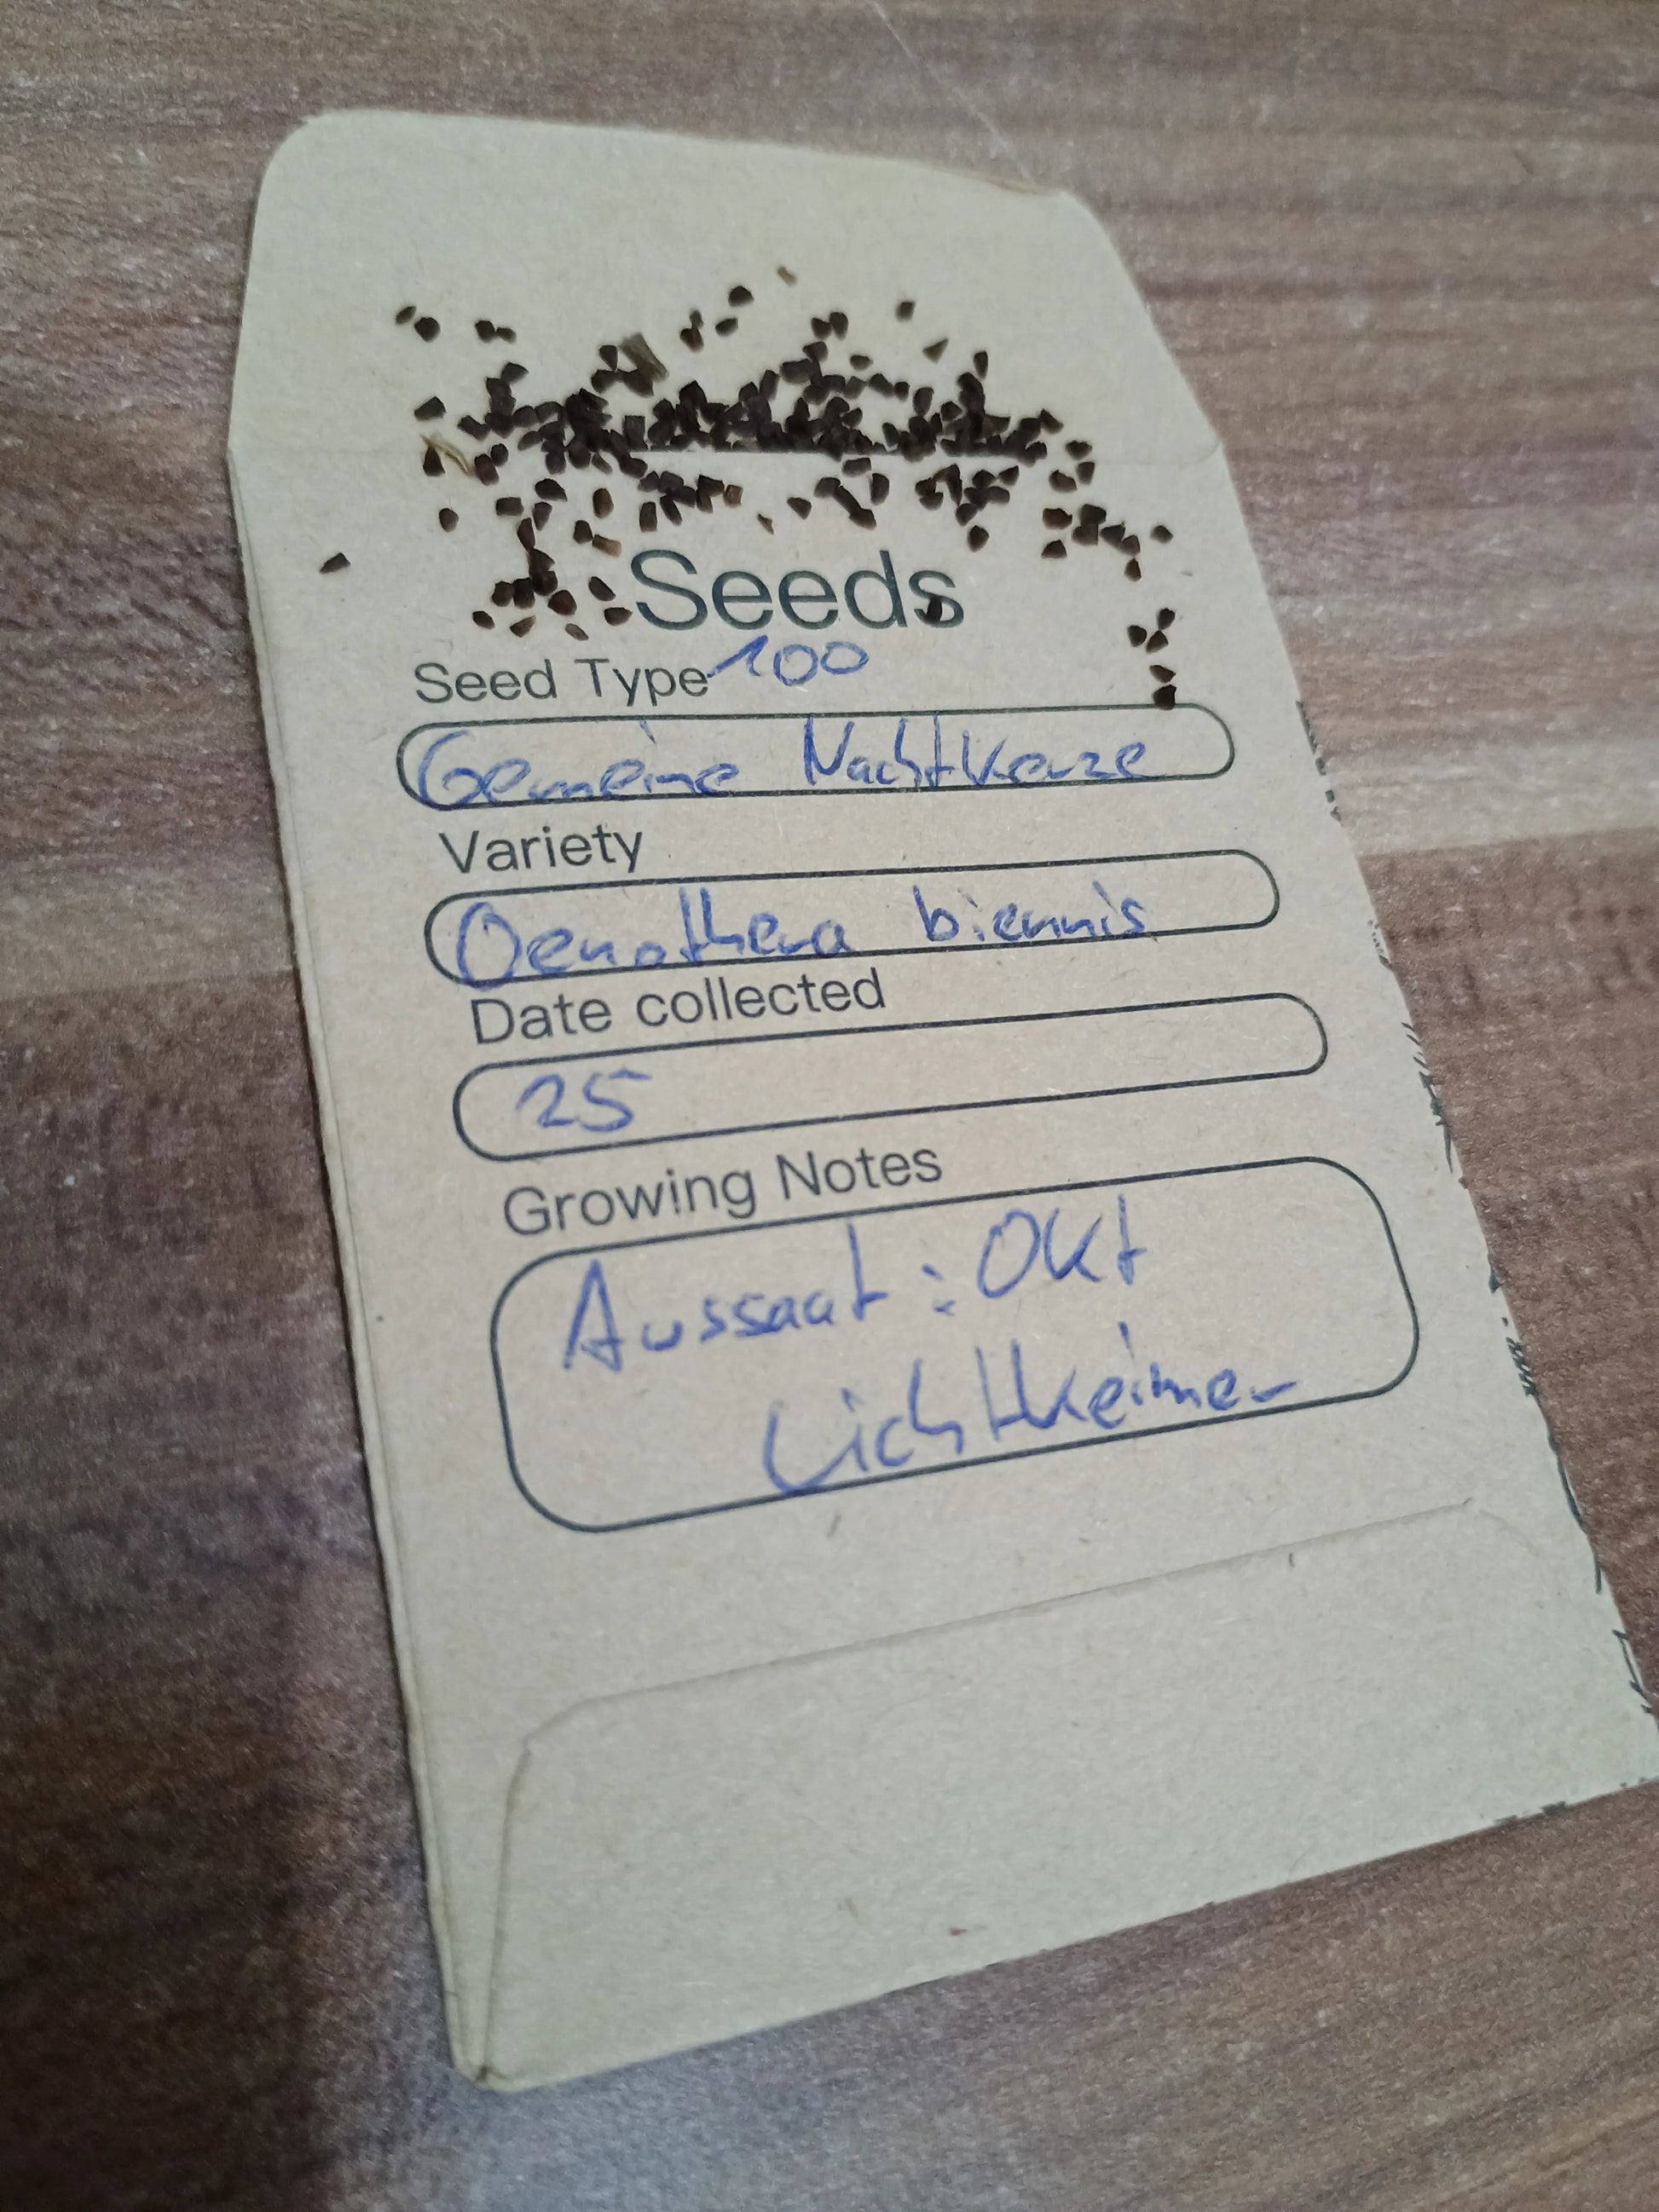 Seeds
Seed Type 100
Gemeine Nachtkerze
Variety
Oenothera biennis
Date collected
25
Growing Notes
Aussaat: Okt
Lichtkeimer